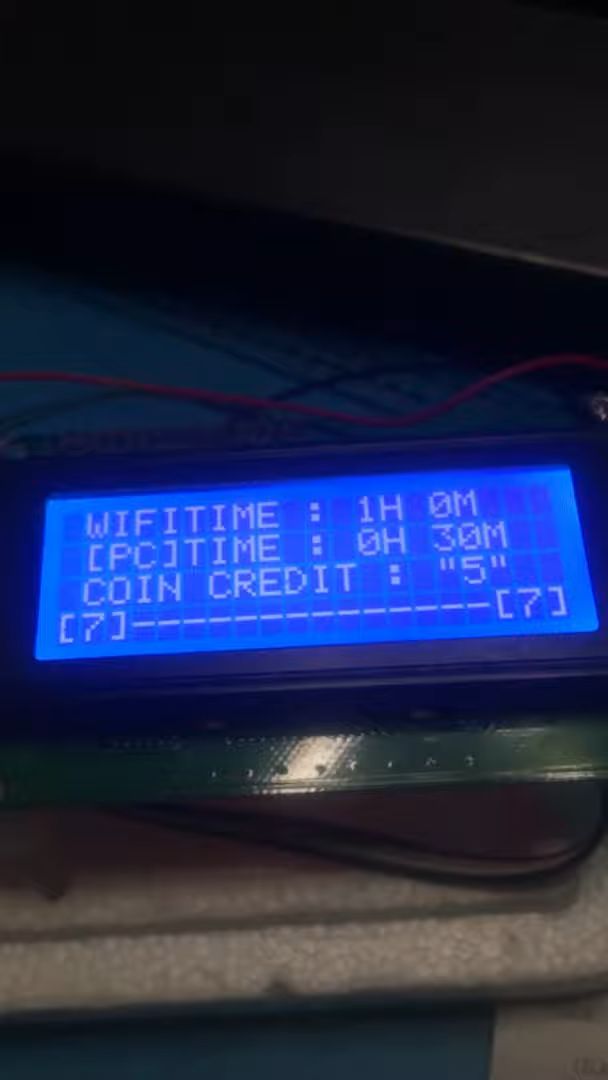 WIFITIME : 1H 0M
[PC]TIME : 0H 30M
COIN CREDIT : "5"
[7]--------------[7]